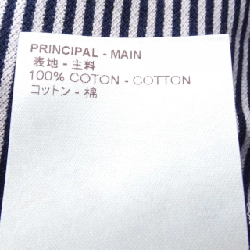 PRINCIPAL - MAIN
表地 - 主料
100% COTON - COTTON
コットン - 棉